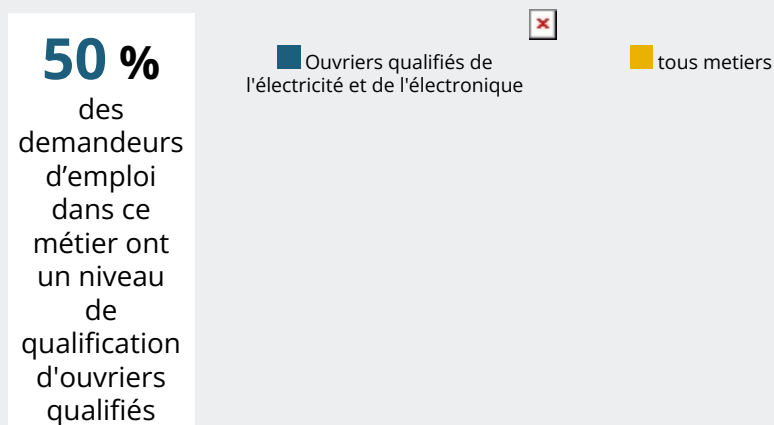 50 %
des
demandeurs
d’emploi
dans ce
métier ont
un niveau
de
qualification
d'ouvriers
qualifiés
Ouvriers qualifiés de
l'électricité et de l'électronique
tous metiers